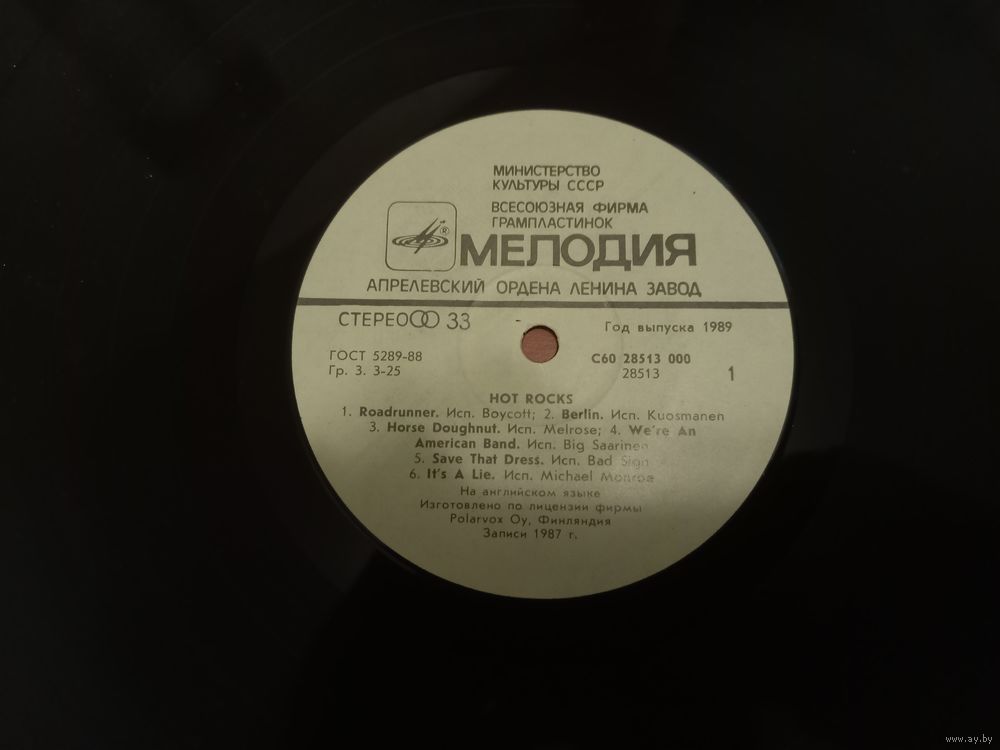 МИНИСТЕРСТВО
КУЛЬТУРЫ СССР
ВСЕСОЮЗНАЯ ФИРМА
ГРАМПЛАСТИНОК
®
МЕЛОДИЯ
АПРЕЛЕВСКИЙ ОРДЕНА ЛЕНИНА ЗАВОД
СТЕРЕО 33
Год выпуска 1989
ГОСТ 5289-88
Гр. 3. 3-25
С60 28513 000
28513
1
HOT ROCKS
1. Roadrunner. Исп. Boycott; 2. Berlin. Исп. Kuosmanen
3. Horse Doughnut. Исп. Melrose; 4. We're An
American Band. Исп. Big Saarinen
5. Save That Dress. Исп. Bad Sign
6. It's A Lie. Исп. Michael Monroe
На английском языке
Изготовлено по лицензии фирмы
Polarvox Oy, Финляндия
Записи 1987 г.
www.ay.by